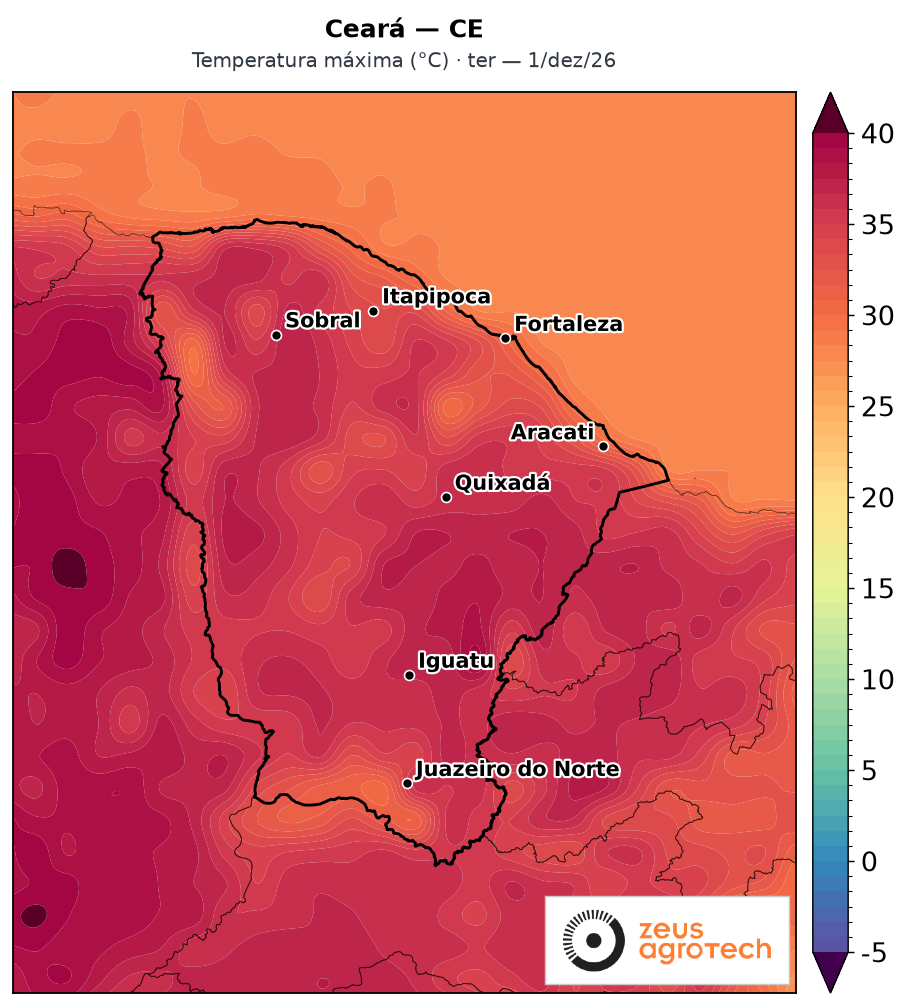 Ceará — CE
Temperatura máxima (°C) · ter — 1/dez/26
40
35
30
25
20
15
10
5
0
-5
Itapipoca
Sobral
Fortaleza
Aracati
Quixadá
Iguatu
Juazeiro do Norte
zeus
agrotech